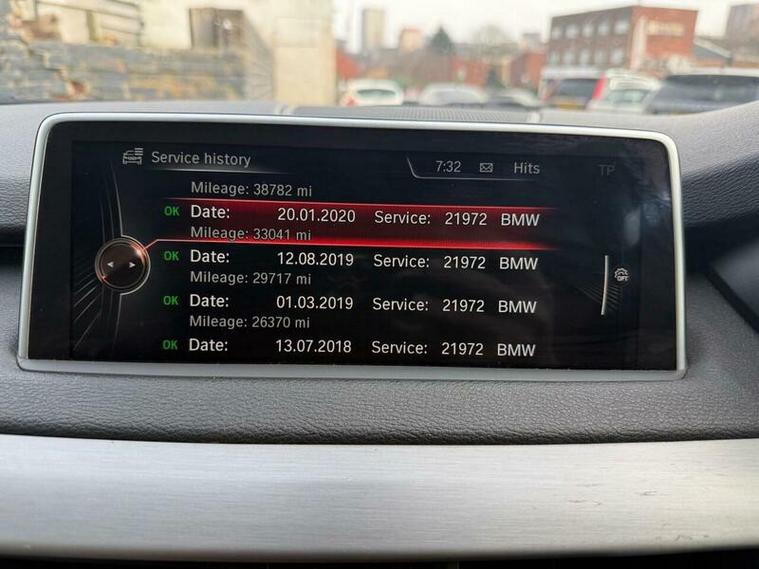 Service history
7:32 Hits TP
Mileage: 38782 mi
OK Date: 20.01.2020 Service: 21972 BMW
Mileage: 33041 mi
OK Date: 12.08.2019 Service: 21972 BMW
Mileage: 29717 mi
OK Date: 01.03.2019 Service: 21972 BMW
Mileage: 26370 mi
OK Date: 13.07.2018 Service: 21972 BMW
OFF